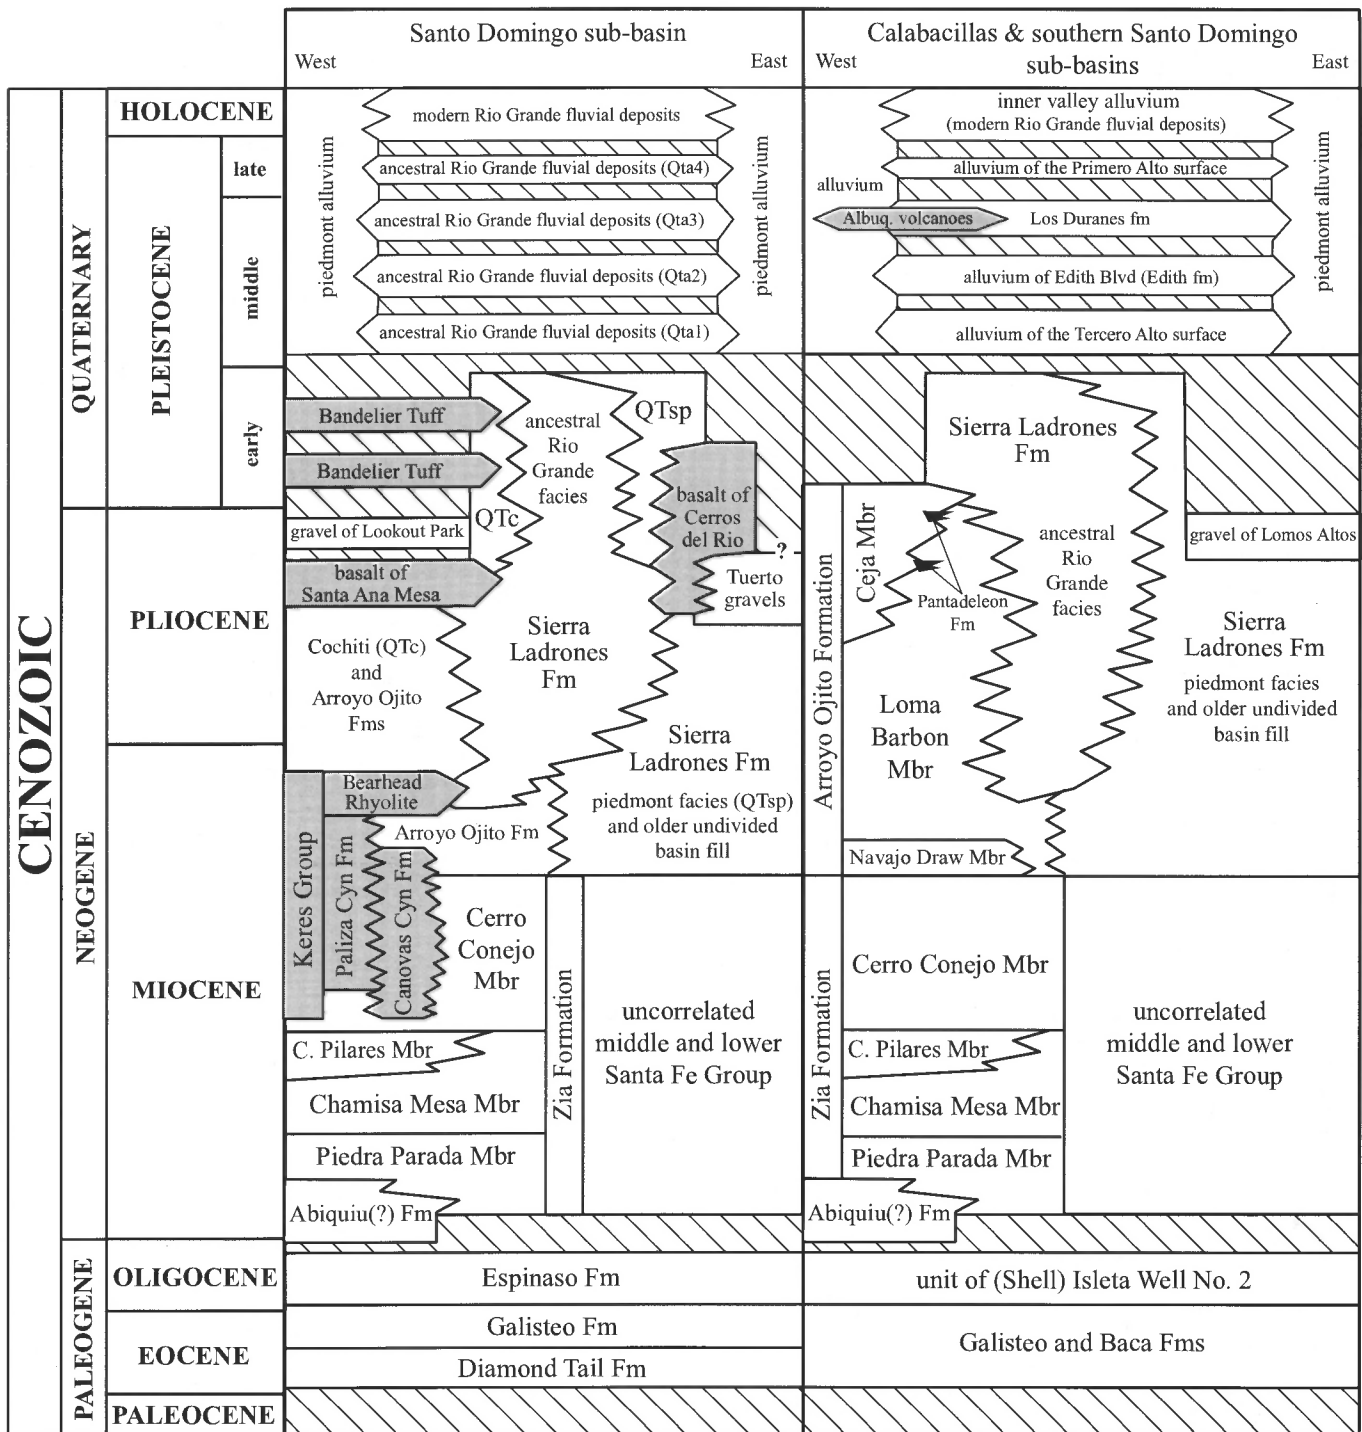 Santo Domingo sub-basin
West
East
Calabacillas & southern Santo Domingo
sub-basins
West
East
CENOZOIC
QUATERNARY
NEOGENE
PALEOGENE
HOLOCENE
PLEISTOCENE
late
middle
early
PLIOCENE
MIOCENE
OLIGOCENE
EOCENE
PALEOCENE
piedmont alluvium
modern Rio Grande fluvial deposits
ancestral Rio Grande fluvial deposits (Qta4)
ancestral Rio Grande fluvial deposits (Qta3)
ancestral Rio Grande fluvial deposits (Qta2)
ancestral Rio Grande fluvial deposits (Qta1)
piedmont alluvium
Bandelier Tuff
Bandelier Tuff
gravel of Lookout Park
basalt of
Santa Ana Mesa
QTc
ancestral
Rio
Grande
facies
QTsp
basalt of
Cerros
del Rio
?
Tuerto
gravels
Cochiti (QTc)
and
Arroyo Ojito
Fms
Sierra
Ladrones
Fm
Sierra
Ladrones Fm
piedmont facies (QTsp)
and older undivided
basin fill
Bearhead
Rhyolite
Keres Group
Paliza Cyn Fm
Canovas Cyn Fm
Arroyo Ojito Fm
Cerro
Conejo
Mbr
C. Pilares Mbr
Chamisa Mesa Mbr
Piedra Parada Mbr
Abiquiu(?) Fm
Zia Formation
uncorrelated
middle and lower
Santa Fe Group
Espinaso Fm
Galisteo Fm
Diamond Tail Fm
inner valley alluvium
(modern Rio Grande fluvial deposits)
alluvium of the Primero Alto surface
alluvium
Albuq. volcanoes
Los Duranes fm
alluvium of Edith Blvd (Edith fm)
alluvium of the Tercero Alto surface
piedmont alluvium
Sierra Ladrones
Fm
Arroyo Ojito Formation
Ceja Mbr
Pantadeleon
Fm
ancestral
Rio
Grande
facies
gravel of Lomos Altos
Sierra
Ladrones Fm
piedmont facies
and older undivided
basin fill
Loma
Barbon
Mbr
Navajo Draw Mbr
Zia Formation
Cerro Conejo Mbr
C. Pilares Mbr
Chamisa Mesa Mbr
Piedra Parada Mbr
Abiquiu(?) Fm
uncorrelated
middle and lower
Santa Fe Group
unit of (Shell) Isleta Well No. 2
Galisteo and Baca Fms